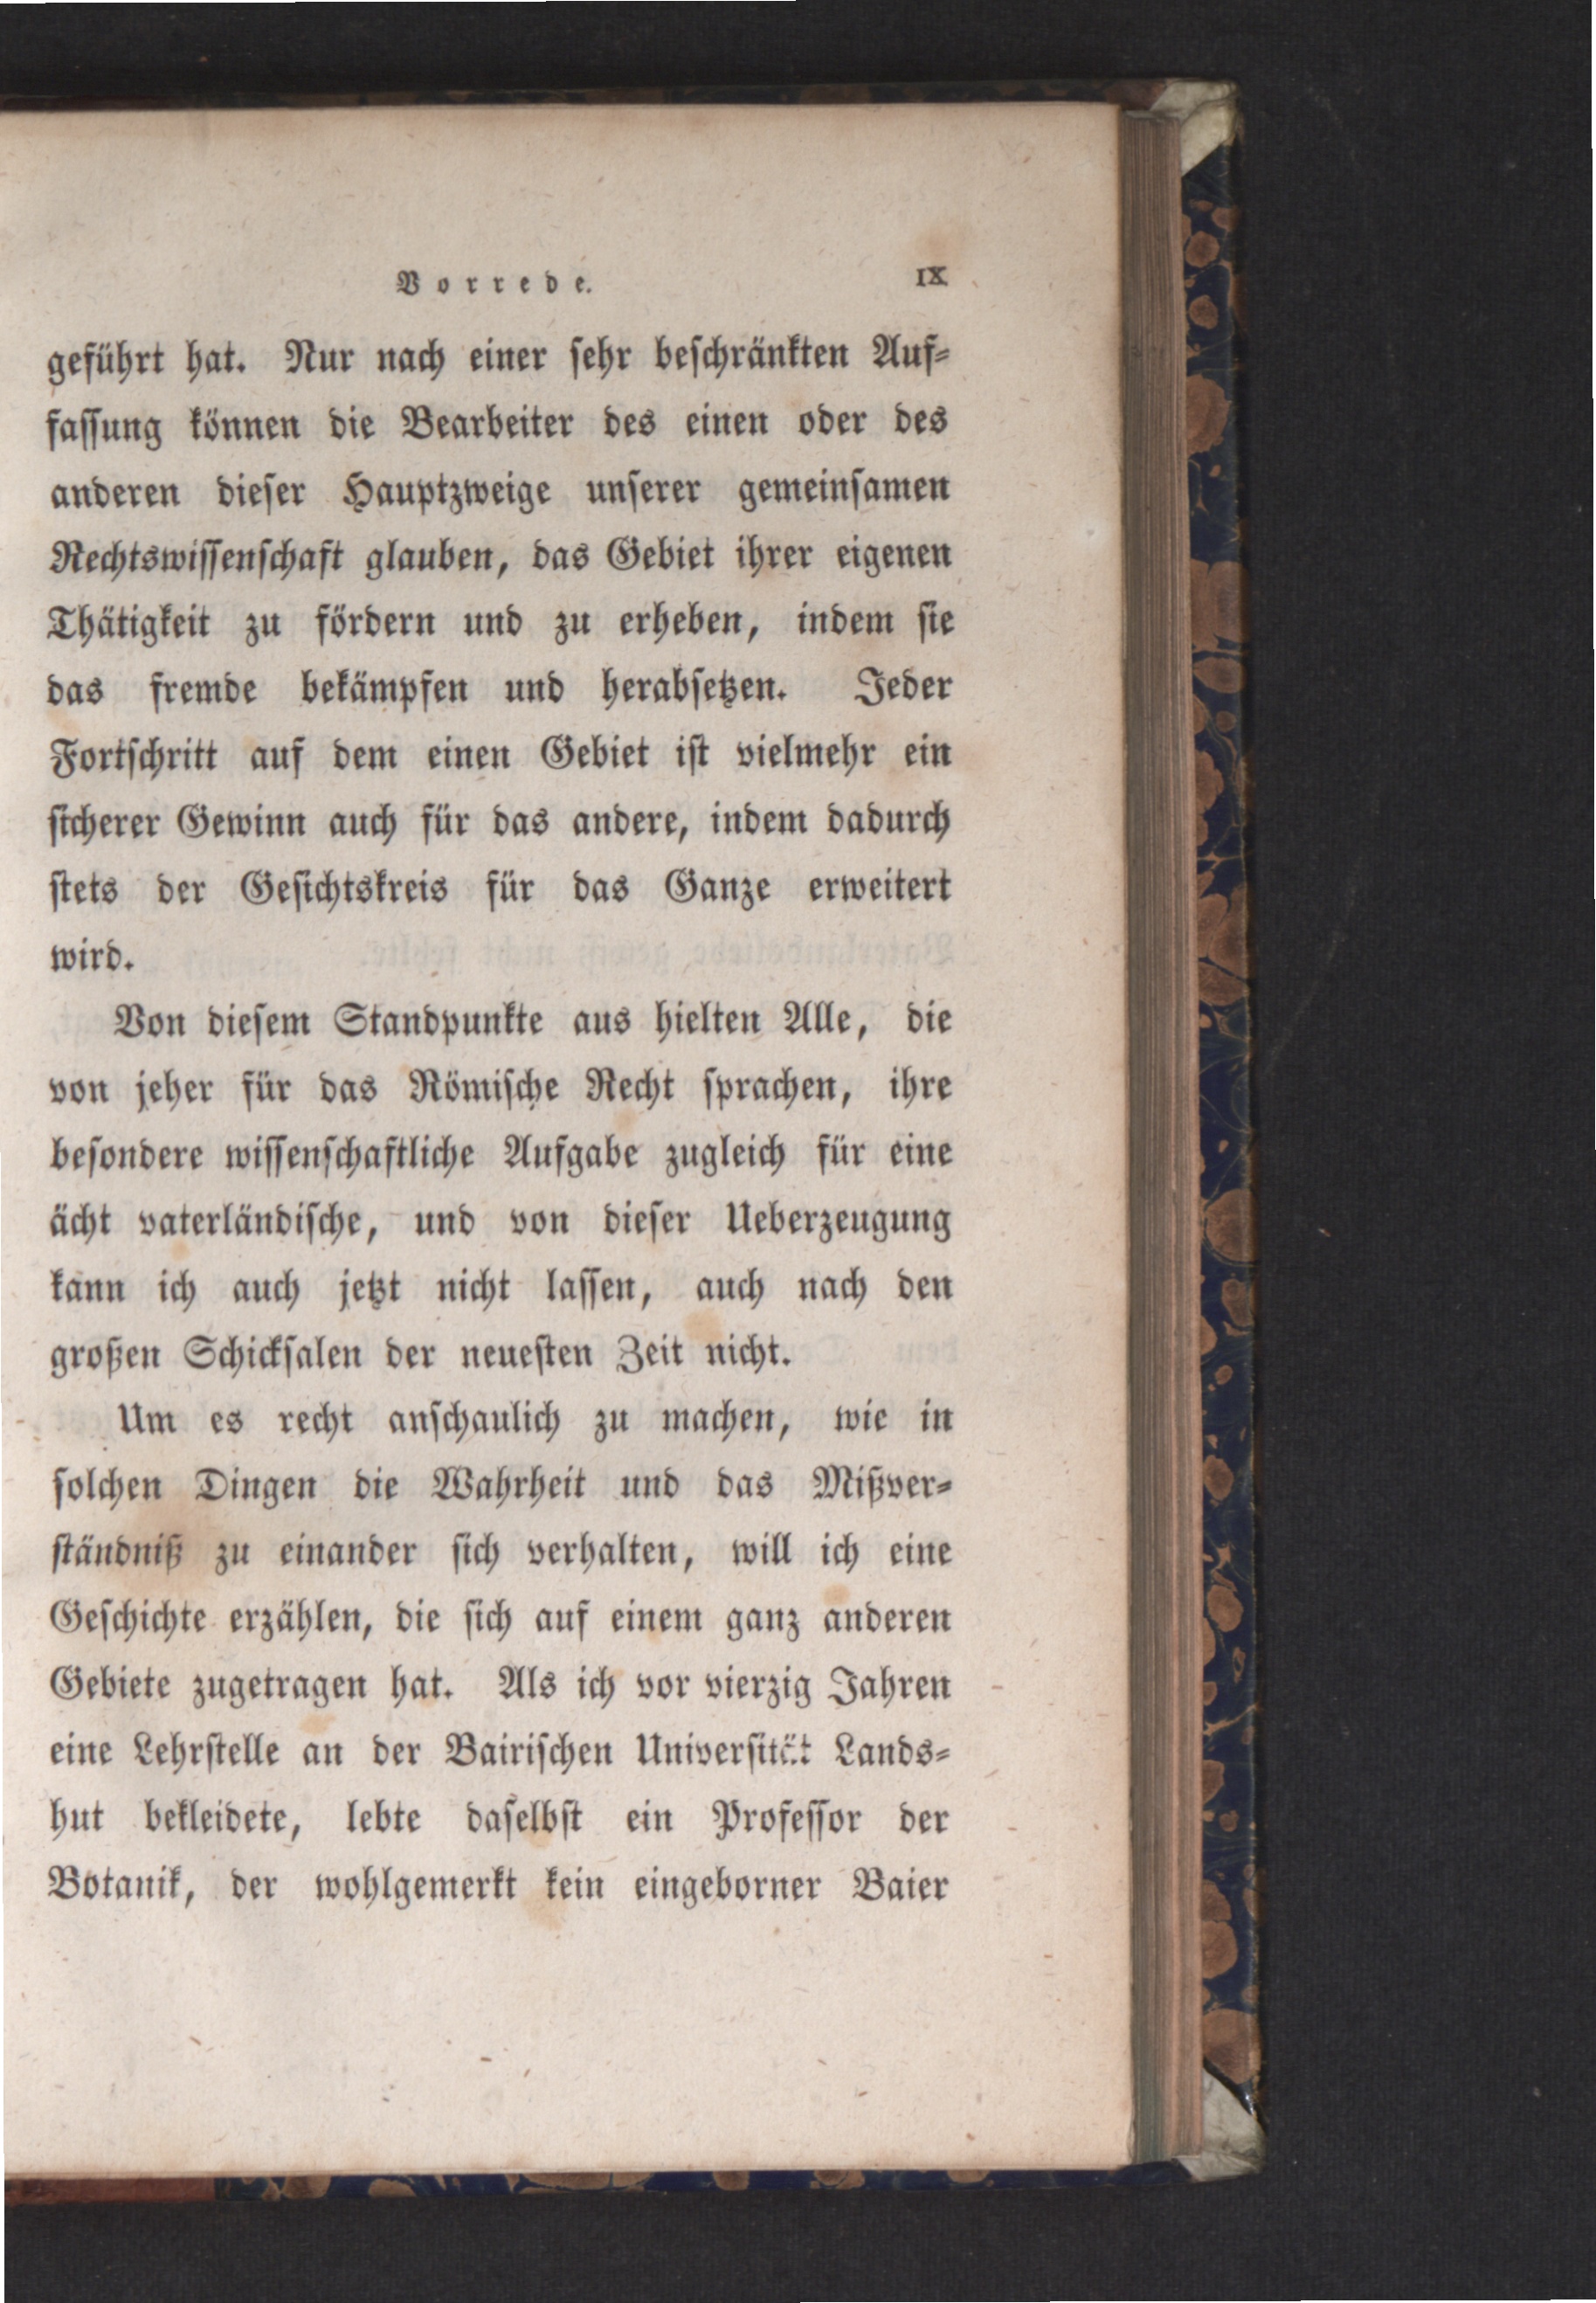 Vorrede. IX
geführt hat. Nur nach einer sehr beschränkten Auf-
fassung können die Bearbeiter des einen oder des
anderen dieser Hauptzweige unserer gemeinsamen
Rechtswissenschaft glauben, das Gebiet ihrer eigenen
Thätigkeit zu fördern und zu erheben, indem sie
das fremde bekämpfen und herabsetzen. Jeder
Fortschritt auf dem einen Gebiet ist vielmehr ein
sicherer Gewinn auch für das andere, indem dadurch
stets der Gesichtskreis für das Ganze erweitert
wird.
Von diesem Standpunkte aus hielten Alle, die
von jeher für das Römische Recht sprachen, ihre
besondere wissenschaftliche Aufgabe zugleich für eine
ächt vaterländische, und von dieser Ueberzeugung
kann ich auch jetzt nicht lassen, auch nach den
großen Schicksalen der neuesten Zeit nicht.
Um es recht anschaulich zu machen, wie in
solchen Dingen die Wahrheit und das Mißver-
ständniß zu einander sich verhalten, will ich eine
Geschichte erzählen, die sich auf einem ganz anderen
Gebiete zugetragen hat. Als ich vor vierzig Jahren
eine Lehrstelle an der Bairischen Universität Lands-
hut bekleidete, lebte daselbst ein Professor der
Botanik, der wohlgemerkt kein eingeborner Baier